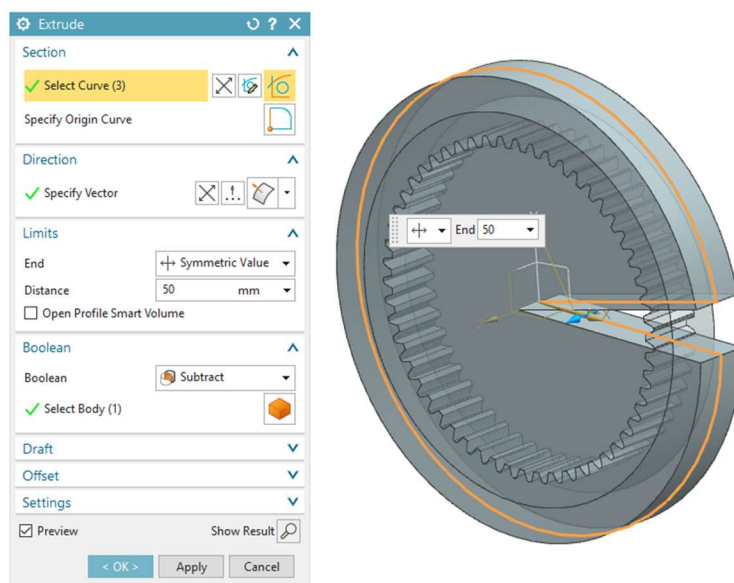 Extrude
Section
Select Curve (3)
Specify Origin Curve
Direction
Specify Vector
Limits
End Symmetric Value
Distance 50 mm
Open Profile Smart Volume
Boolean
Boolean Subtract
Select Body (1)
Draft
Offset
Settings
Preview Show Result
< OK > Apply Cancel
End 50